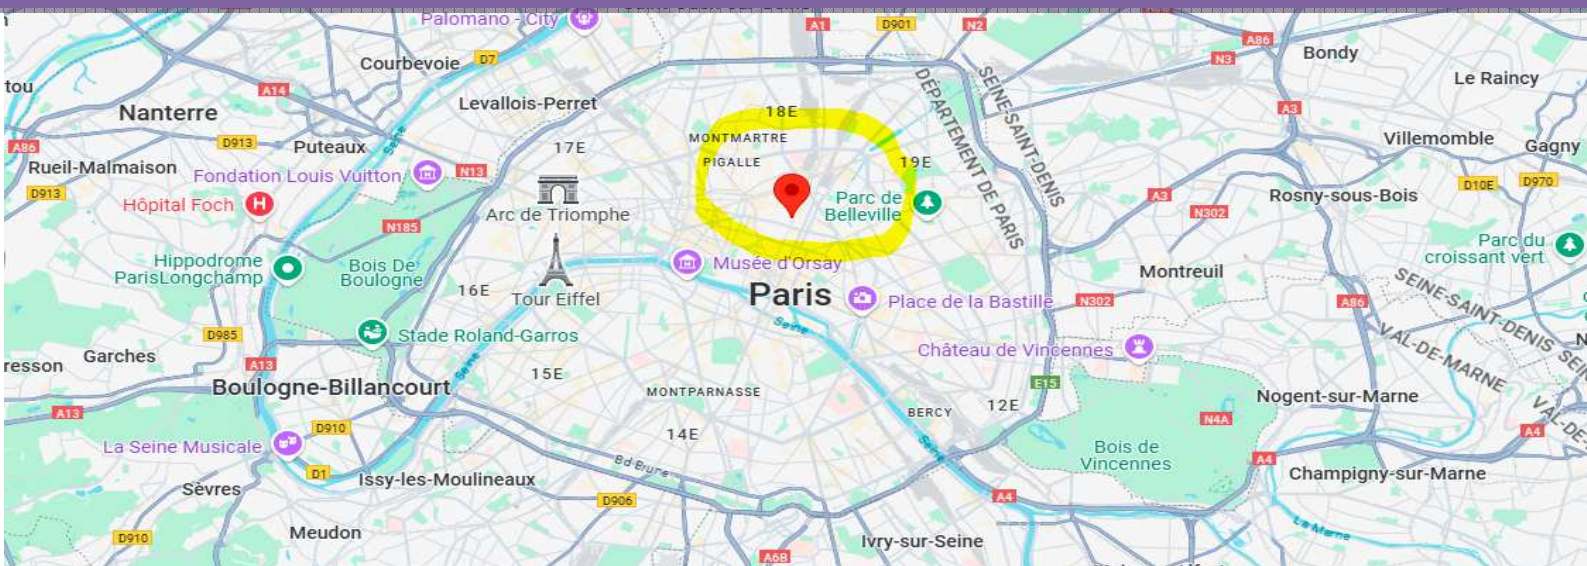 Palomano - City
A1
D901
N2
A86
Bondy
N3
Courbevoie
D7
tou
A14
Le Raincy
Levallois-Perret
DÉPARTEMENT DE PARIS
SEINE-SAINT-DENIS
Nanterre
18E
A3
Seine
MONTMARTRE
Villemomble
D913
Puteaux
17E
A86
Gagny
PIGALLE
19E
Rueil-Malmaison
Fondation Louis Vuitton
N13
D913
D10E
D970
A3
Rosny-sous-Bois
Parc de
Belleville
Hôpital Foch
Arc de Triomphe
N302
N185
Parc du
croissant vert
Hippodrome
ParisLongchamp
Bois De
Boulogne
Musée d'Orsay
Montreuil
16E
Tour Eiffel
Paris
Place de la Bastille
N302
A86
SEINE-SAINT-DENIS
VAL-DE-MARNE
Seine
D985
Stade Roland-Garros
Château de Vincennes
Garches
resson
A13
Seine
15E
Boulogne-Billancourt
E15
MONTPARNASSE
Nogent-sur-Marne
A13
BERCY
12E
N4A
D910
14E
A4
La Seine Musicale
Seine
Bois de
Vincennes
A4
D1
Champigny-sur-Marne
Issy-les-Moulineaux
Sèvres
D906
A4
La Marne
Meudon
D910
Ivry-sur-Seine
A6B